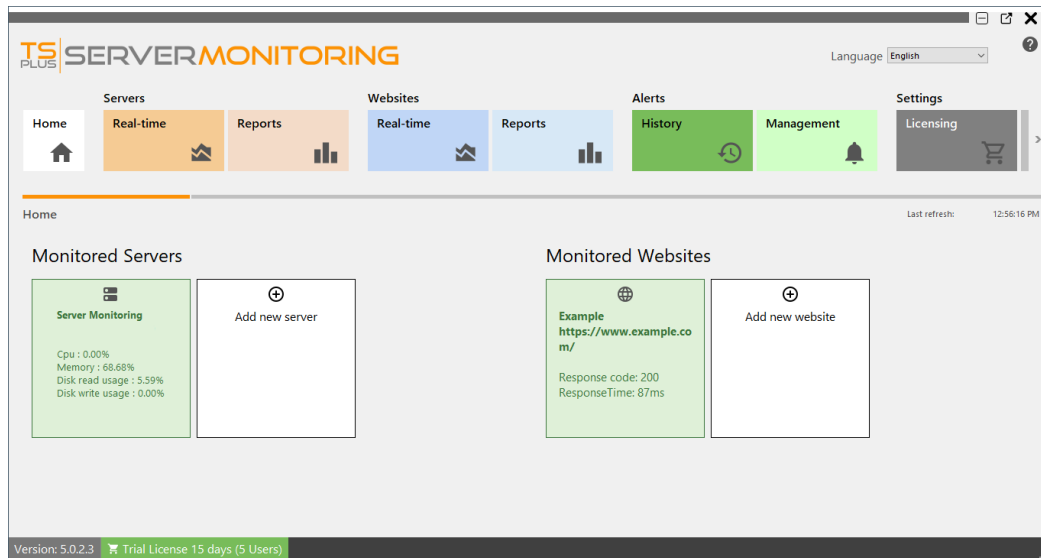 TS PLUS SERVERMONITORING
Language English
Servers
Websites
Alerts
Settings
Home
Real-time
Reports
Real-time
Reports
History
Management
Licensing
Home
Last refresh: 12:56:16 PM
Monitored Servers
Monitored Websites
Server Monitoring
Cpu : 0.00%
Memory : 68.68%
Disk read usage : 5.59%
Disk write usage : 0.00%
Add new server
Example
https://www.example.co
m/
Response code: 200
ResponseTime: 87ms
Add new website
Version: 5.0.2.3
Trial License 15 days (5 Users)